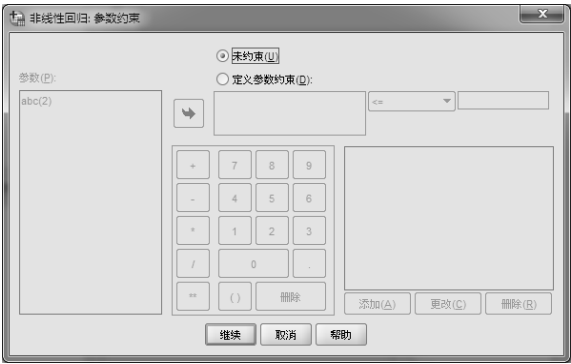 非线性回归: 参数约束
未约束(U)
参数(P):
定义参数约束(D):
abc(2)
<=
+ 7 8 9
- 4 5 6
* 1 2 3
/ 0 .
** ( ) 删除
添加(A) 更改(C) 删除(R)
继续 取消 帮助